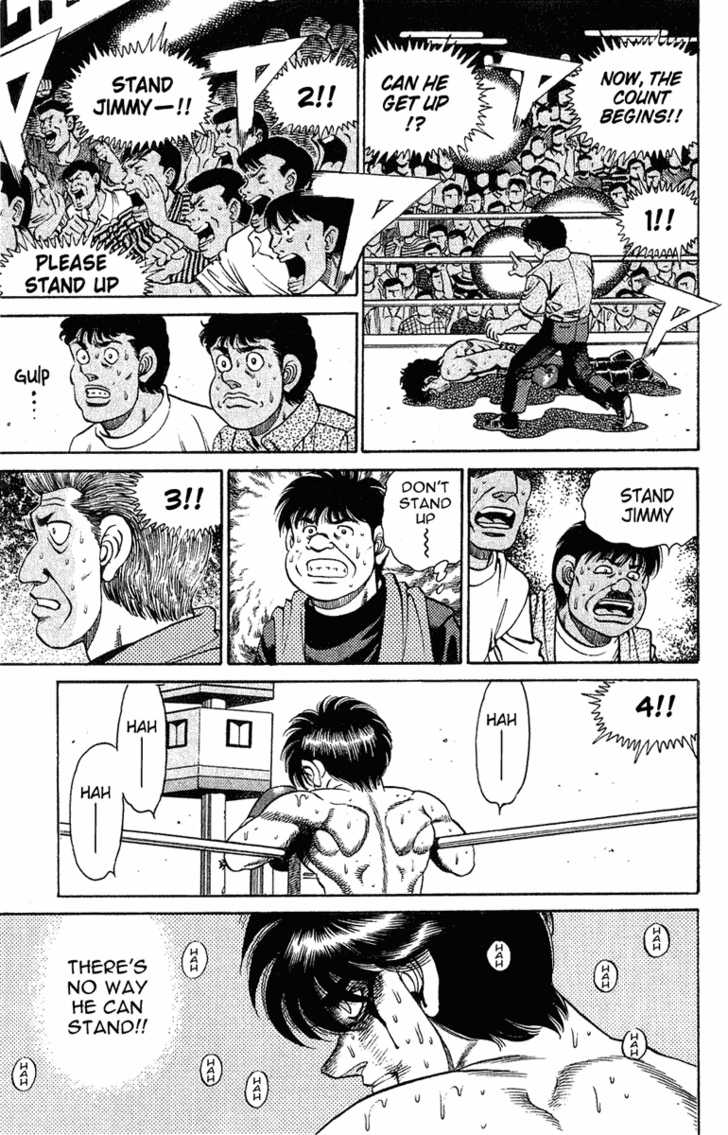 NOW, THE
COUNT
BEGINS!!
CAN HE
GET UP
!?
1!!
2!!
STAND
JIMMY—!!
PLEASE
STAND UP
GULP
...
STAND
JIMMY
DON'T
STAND
UP
3!!
4!!
HAH
HAH
HAH
THERE'S
NO WAY
HE CAN
STAND!!
HAH
HAH
HAH
HAH
HAH
HAH
HAH
HAH